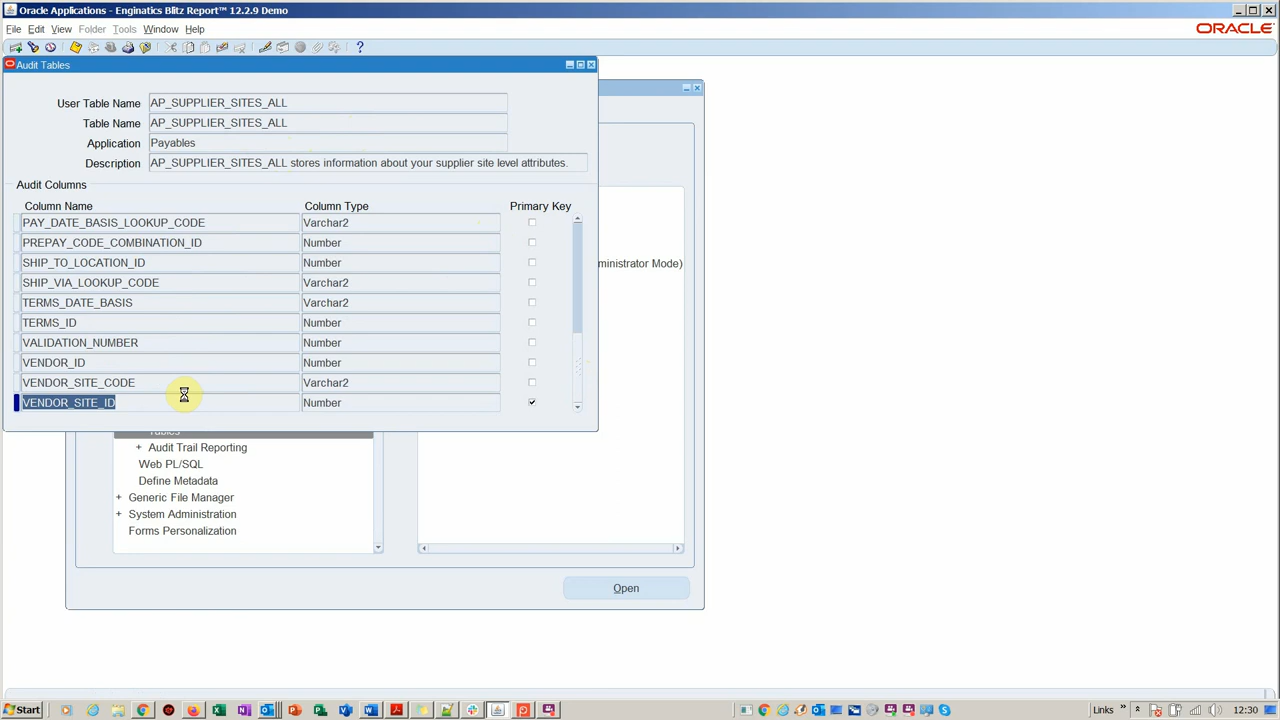 Oracle Applications - Enginatics Blitz Report™ 12.2.9 Demo
File Edit View Folder Tools Window Help
ORACLE
Audit Tables
User Table Name AP_SUPPLIER_SITES_ALL
Table Name AP_SUPPLIER_SITES_ALL
Application Payables
Description AP_SUPPLIER_SITES_ALL stores information about your supplier site level attributes.
Audit Columns
Column Name Column Type Primary Key
PAY_DATE_BASIS_LOOKUP_CODE Varchar2
PREPAY_CODE_COMBINATION_ID Number
SHIP_TO_LOCATION_ID Number
ministrator Mode)
SHIP_VIA_LOOKUP_CODE Varchar2
TERMS_DATE_BASIS Varchar2
TERMS_ID Number
VALIDATION_NUMBER Number
VENDOR_ID Number
VENDOR_SITE_CODE Varchar2
VENDOR_SITE_ID Number
+ Audit Trail Reporting
Web PL/SQL
Define Metadata
+ Generic File Manager
+ System Administration
Forms Personalization
Open
Start
Links
12:30